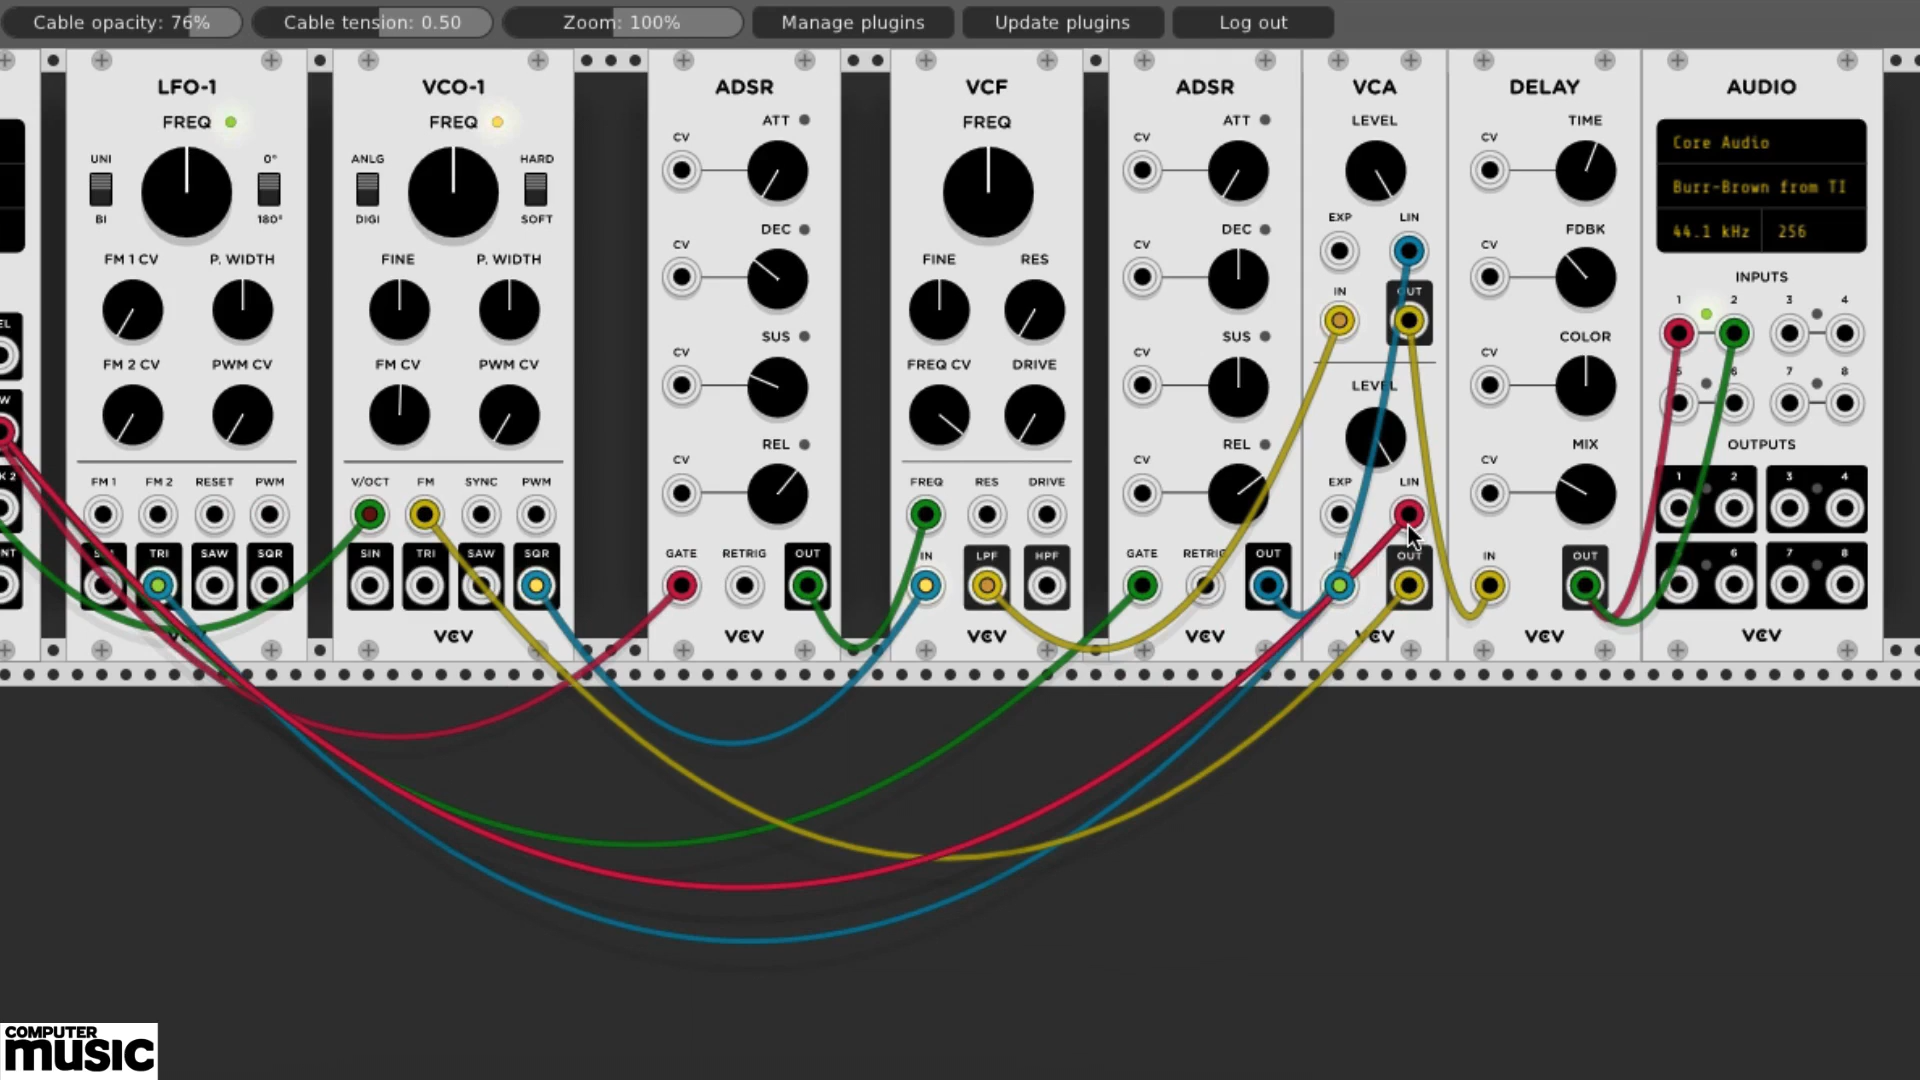 Cable opacity: 76% Cable tension: 0.50 Zoom: 100% Manage plugins Update plugins Log out
LFO-1 VCO-1 ADSR VCF ADSR VCA DELAY AUDIO
FREQ FREQ ATT FREQ ATT LEVEL TIME
CV CV CV
Core Audio
UNI 0° ANLG HARD
Burr-Brown from TI
BI 180° DIGI SOFT
EXP LIN
DEC DEC FDBK
44.1 kHz 256
CV CV CV
FM 1 CV P. WIDTH FINE P. WIDTH FINE RES
INPUTS
IN OUT
1 2 3 4
SUS SUS COLOR
CV CV CV
FM 2 CV PWM CV FM CV PWM CV FREQ CV DRIVE
6 7 8
LEVEL
REL REL MIX
OUTPUTS
CV CV CV
1 2 3 4
FM 1 FM 2 RESET PWM V/OCT FM SYNC PWM FREQ RES DRIVE EXP LIN
TRI SAW SQR SIN TRI SAW SQR GATE RETRIG OUT IN LPF HPF GATE RETRIG OUT IN OUT IN OUT
6 7 8
VCV VCV VCV VCV VCV VCV VCV VCV
COMPUTER
music